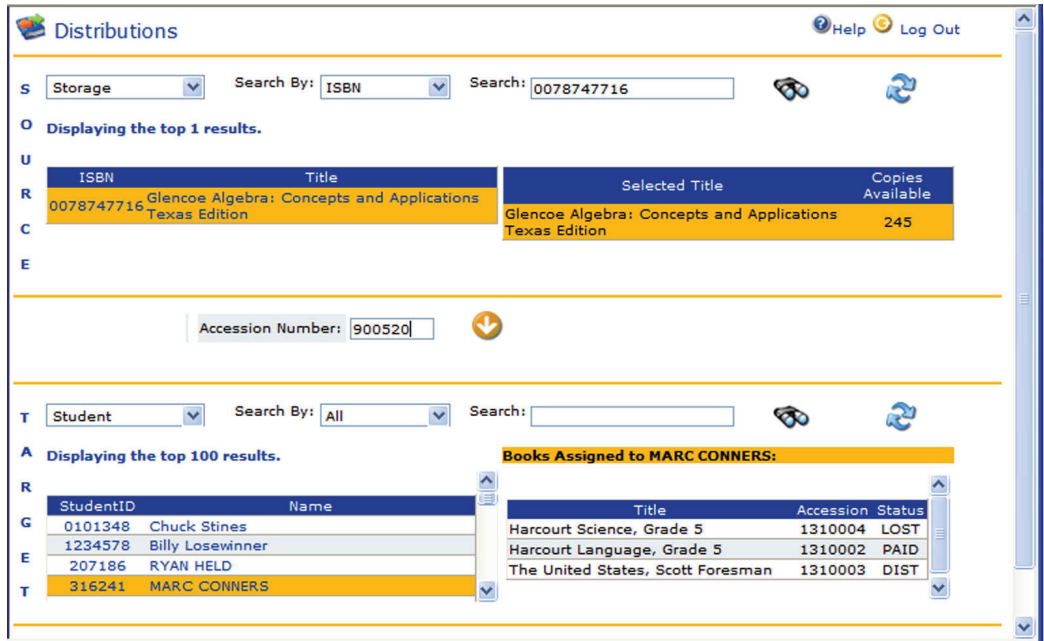 Distributions
Help Log Out
SOURCE
Storage Search By: ISBN Search: 0078747716
Displaying the top 1 results.
ISBN Title
0078747716 Glencoe Algebra: Concepts and Applications
Texas Edition
Selected Title Copies
Available
Glencoe Algebra: Concepts and Applications
Texas Edition 245
Accession Number: 900520
TARGET
Student Search By: All Search:
Displaying the top 100 results.
StudentID Name
0101348 Chuck Stines
1234578 Billy Losewinner
207186 RYAN HELD
316241 MARC CONNERS
Books Assigned to MARC CONNERS:
Title Accession Status
Harcourt Science, Grade 5 1310004 LOST
Harcourt Language, Grade 5 1310002 PAID
The United States, Scott Foresman 1310003 DIST